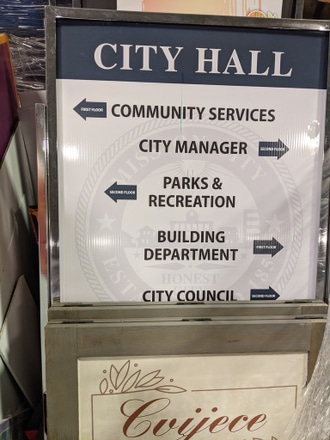 CITY HALL
FIRST FLOOR COMMUNITY SERVICES
CITY MANAGER SECOND FLOOR
SECOND FLOOR PARKS &
RECREATION
BUILDING
DEPARTMENT FIRST FLOOR
HONEST
CITY COUNCIL SECOND FLOOR
Cvijece